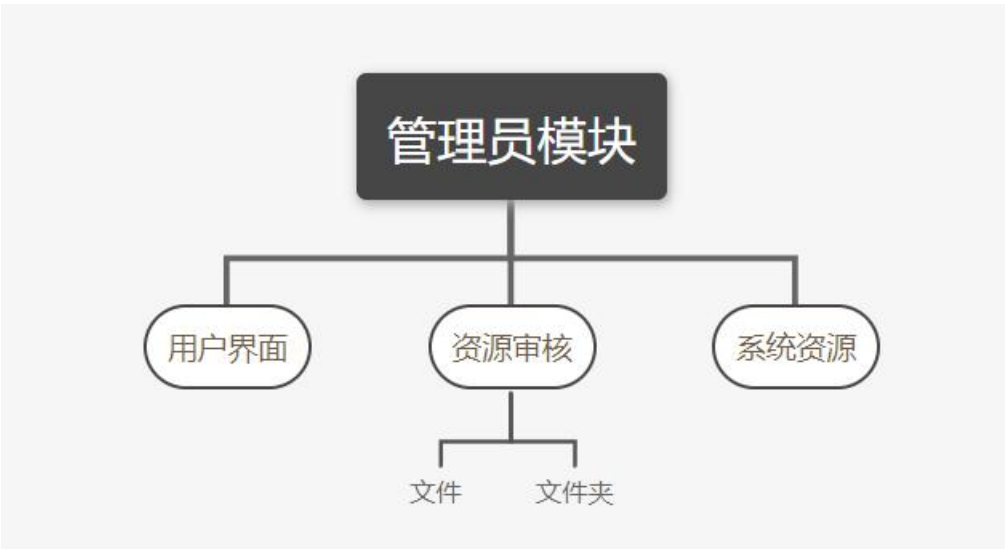 管理员模块
用户界面
资源审核
系统资源
文件
文件夹